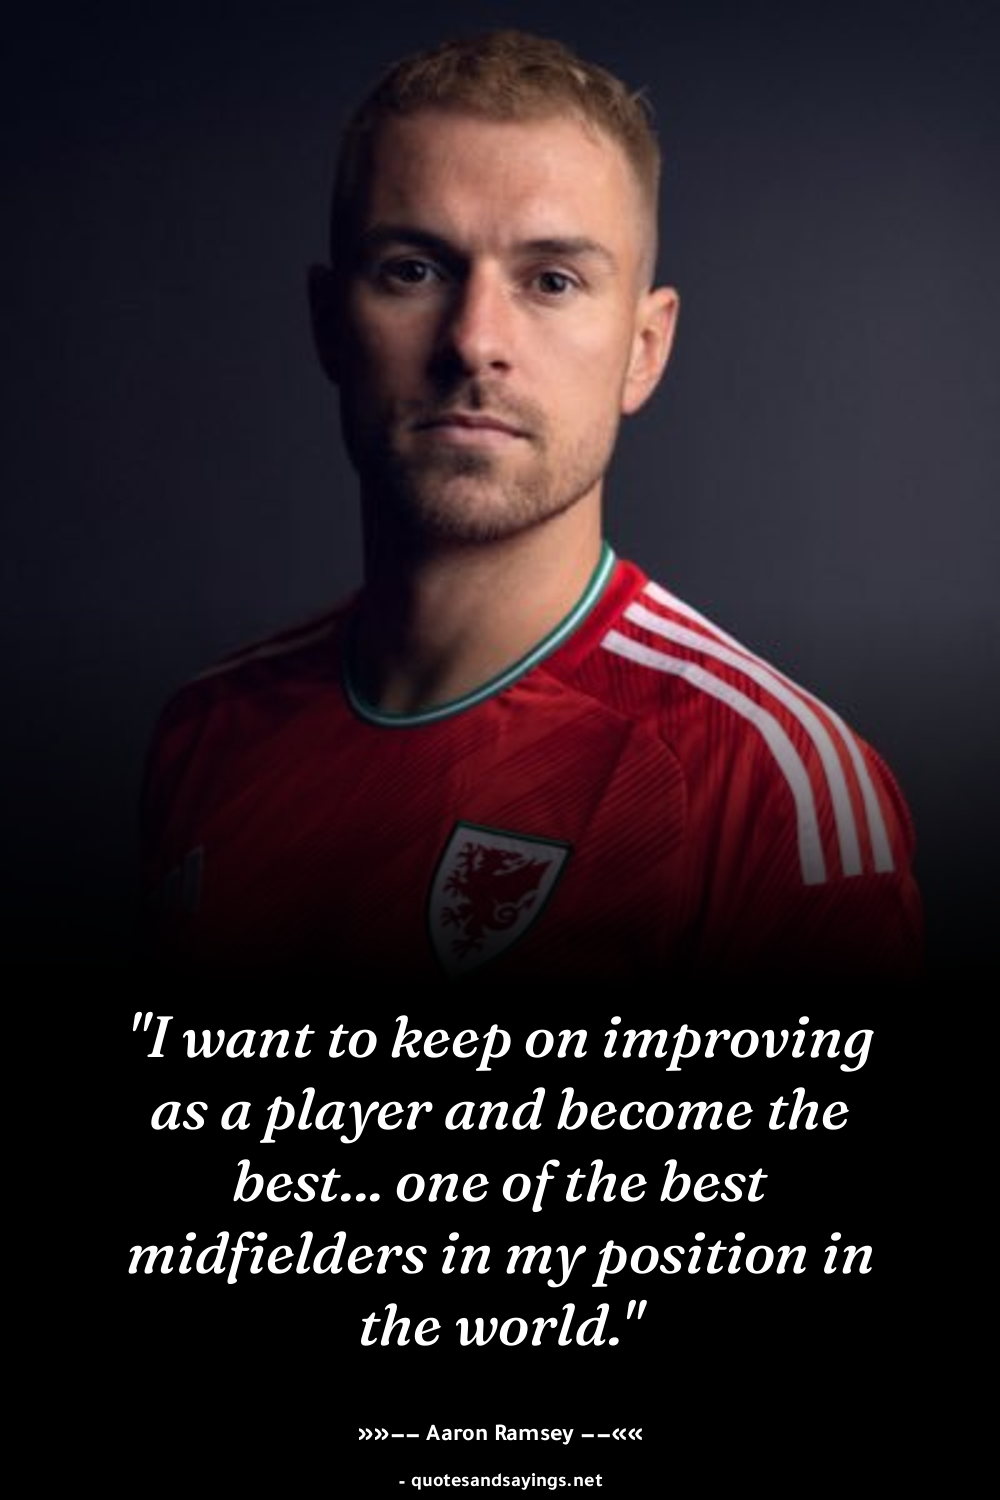 "I want to keep on improving
as a player and become the
best... one of the best
midfielders in my position in
the world."
»»−− Aaron Ramsey −−««
- quotesandsayings.net